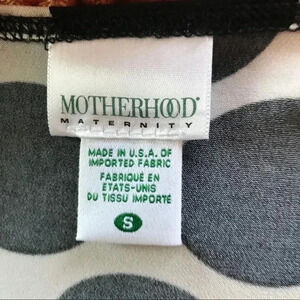 MOTHERHOOD®
MATERNITY
MADE IN U.S.A. OF
IMPORTED FABRIC
FABRIQUÉ EN
ETATS-UNIS
DU TISSU IMPORTÉ
S